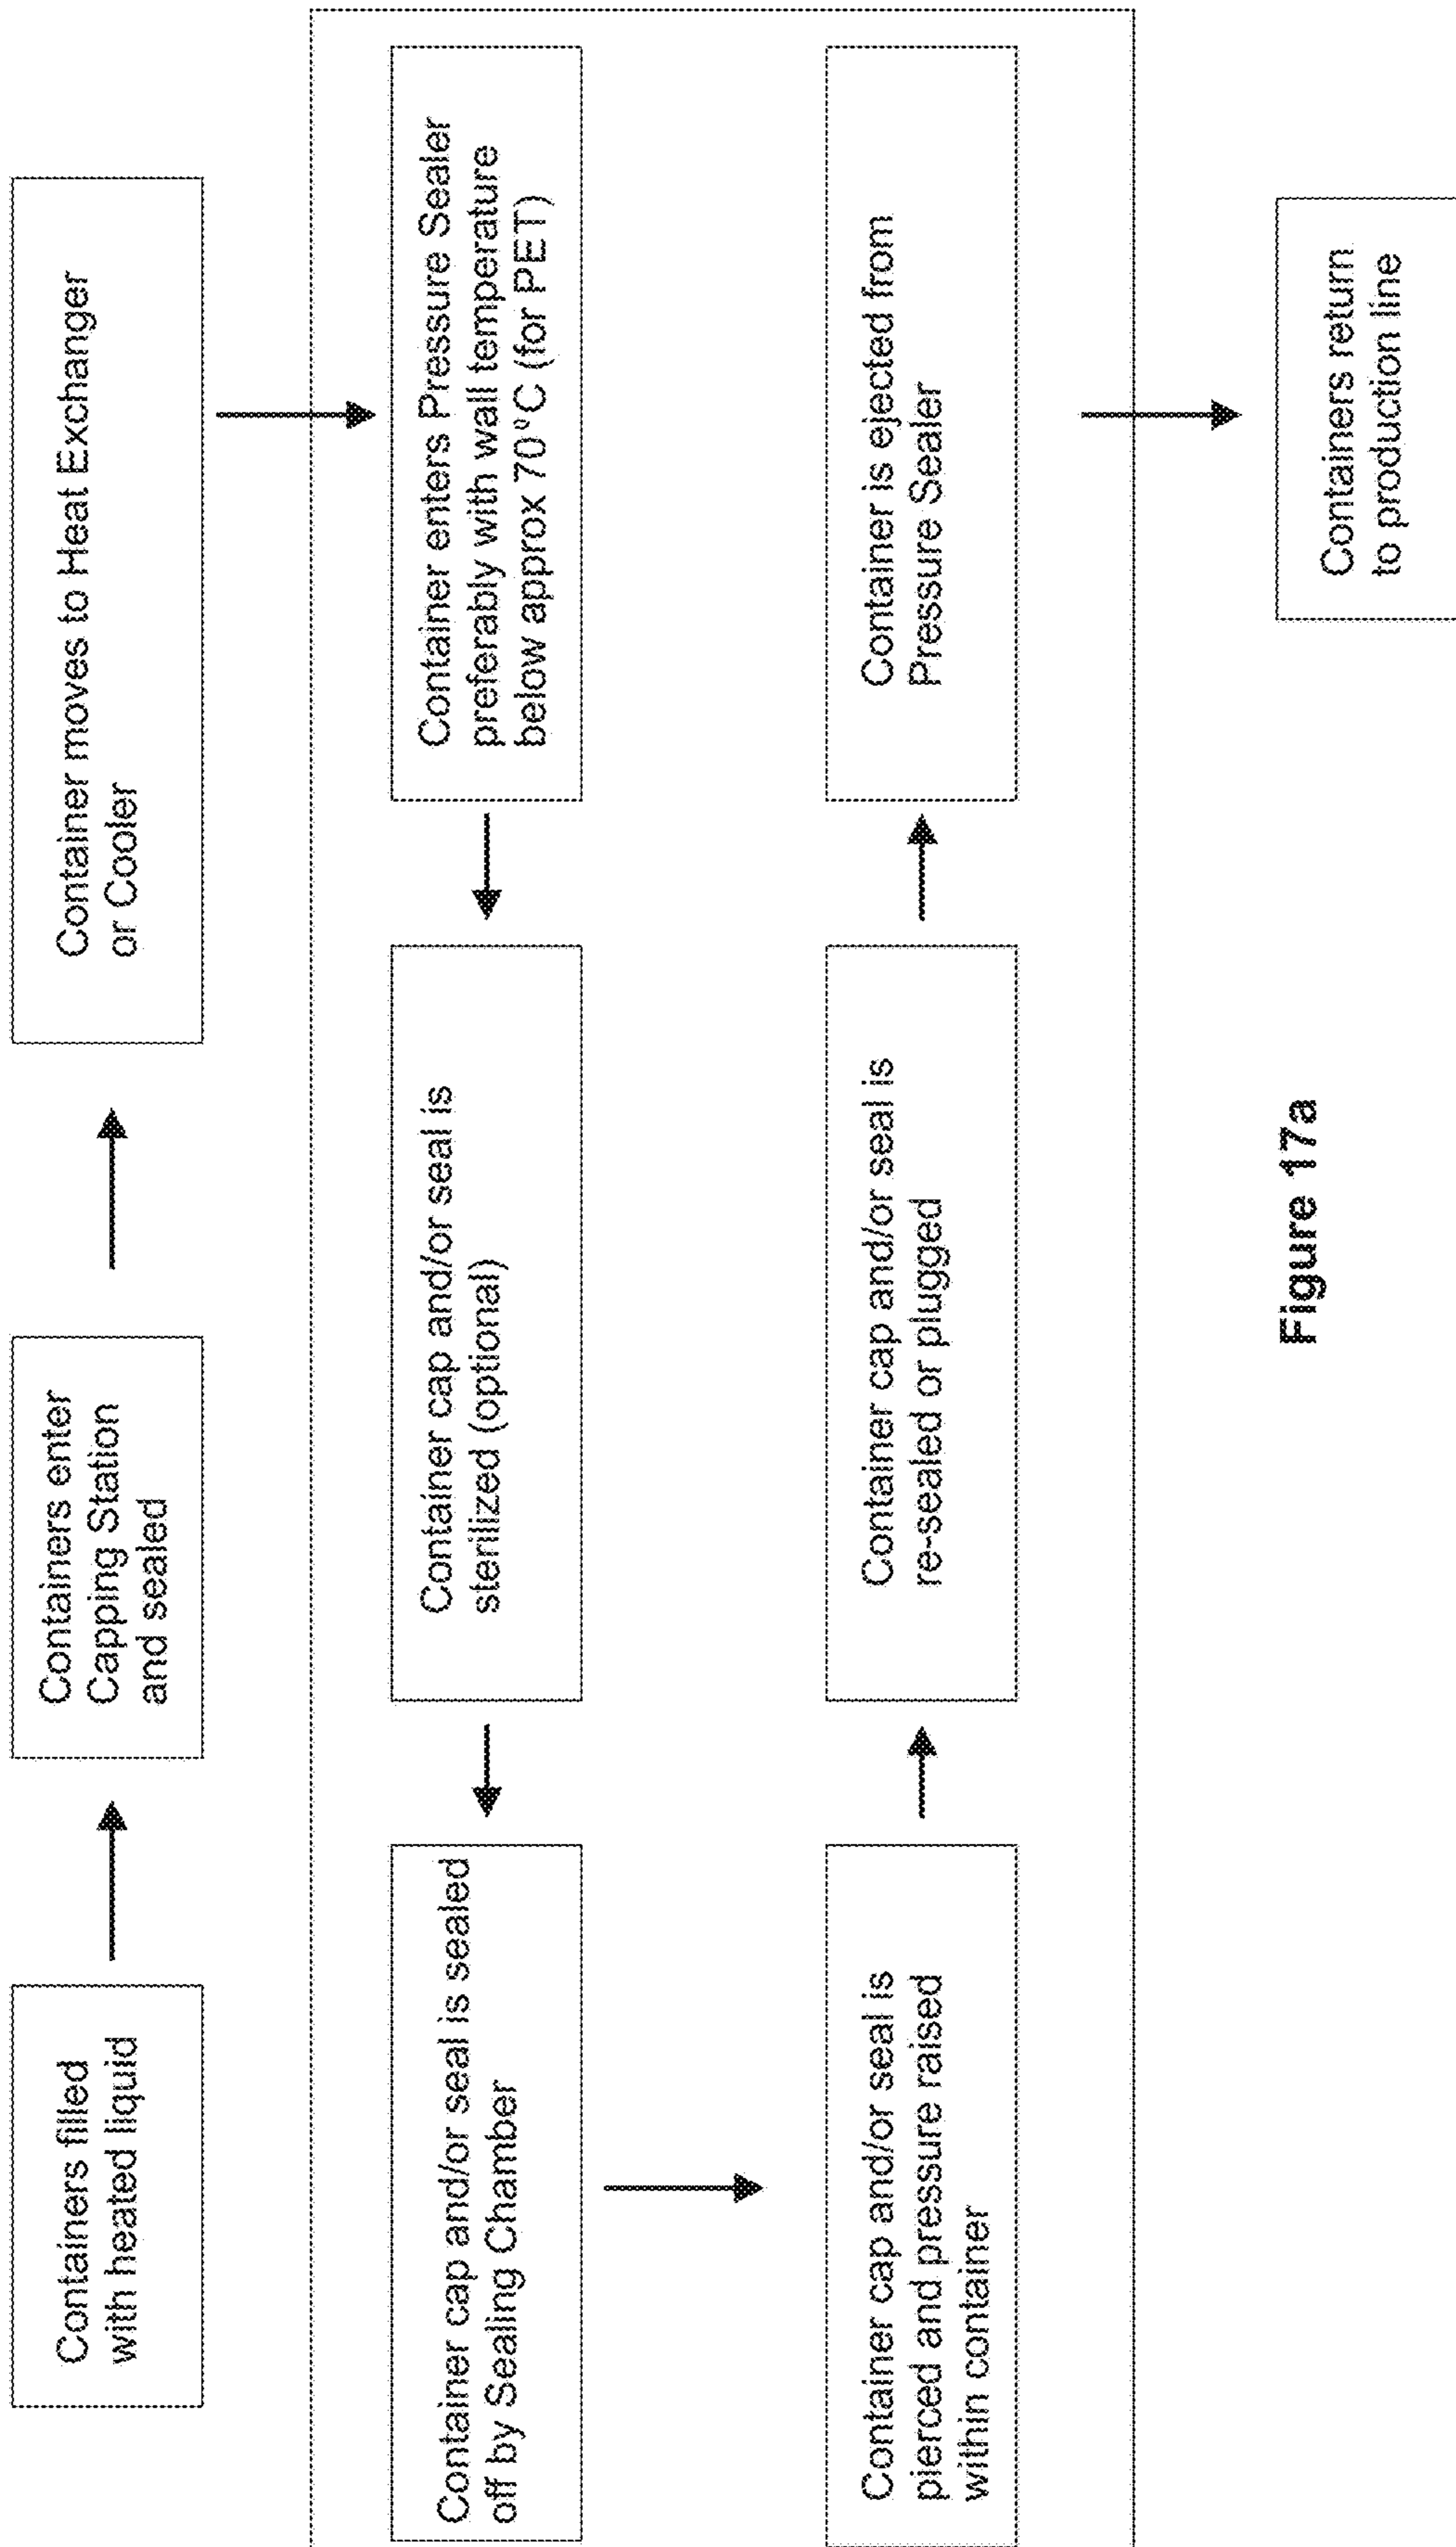 Containers filled
with heated liquid
Containers enter
Capping Station
and sealed
Container moves to Heat Exchanger
or Cooler
Container enters Pressure Sealer
preferably with wall temperature
below approx 70°C (for PET)
Container cap and/or seal is
sterilized (optional)
Container cap and/or seal is sealed
off by Sealing Chamber
Container cap and/or seal is
pierced and pressure raised
within container
Container cap and/or seal is
re-sealed or plugged
Container is ejected from
Pressure Sealer
Containers return
to production line
Figure 17a